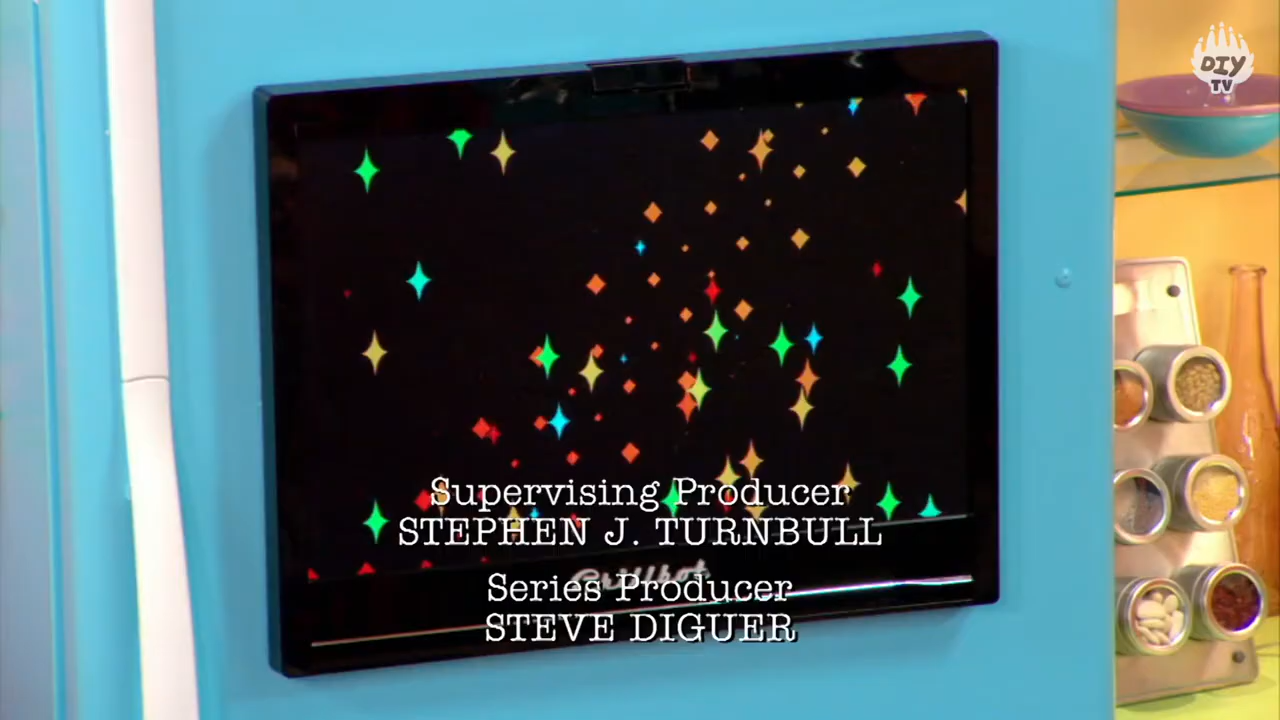 DIY
TV
Supervising Producer
STEPHEN J. TURNBULL
Series Producer
STEVE DIGUER